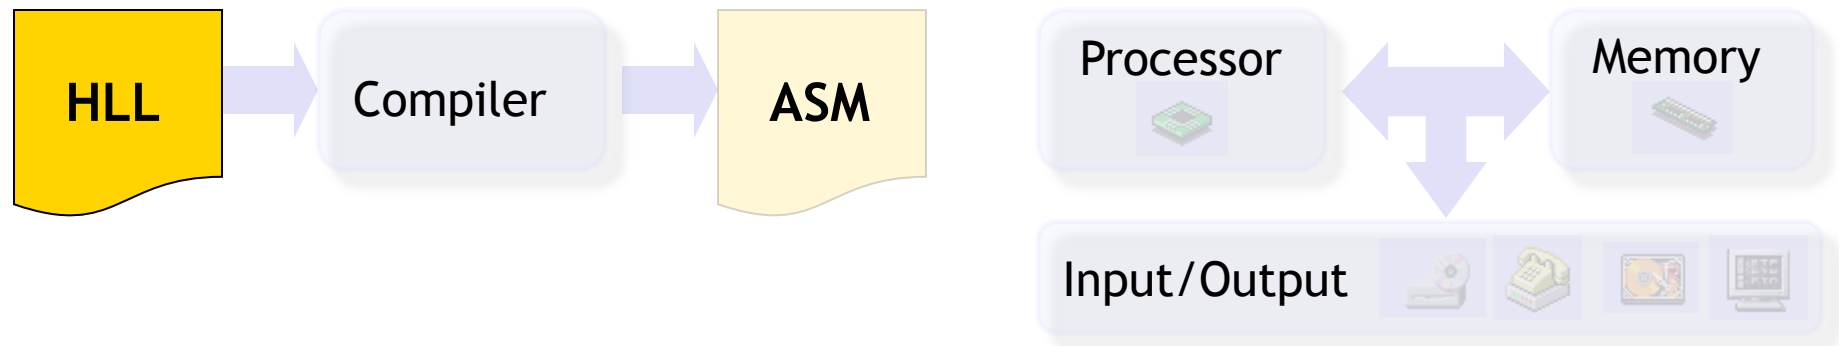 HLL
Compiler
ASM
Processor
Memory
Input/Output